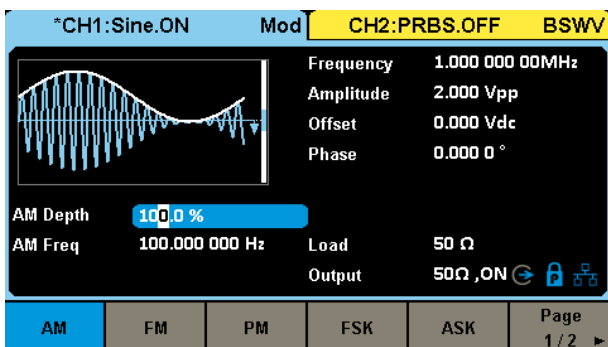 *CH1:Sine.ON Mod CH2:PRBS.OFF BSWV
Frequency 1.000 000 00MHz
Amplitude 2.000 Vpp
Offset 0.000 Vdc
Phase 0.000 0 °
AM Depth 100.0 %
AM Freq 100.000 000 Hz Load 50 Ω
Output 50Ω ,ON P
AM FM PM FSK ASK Page
1 / 2 ►